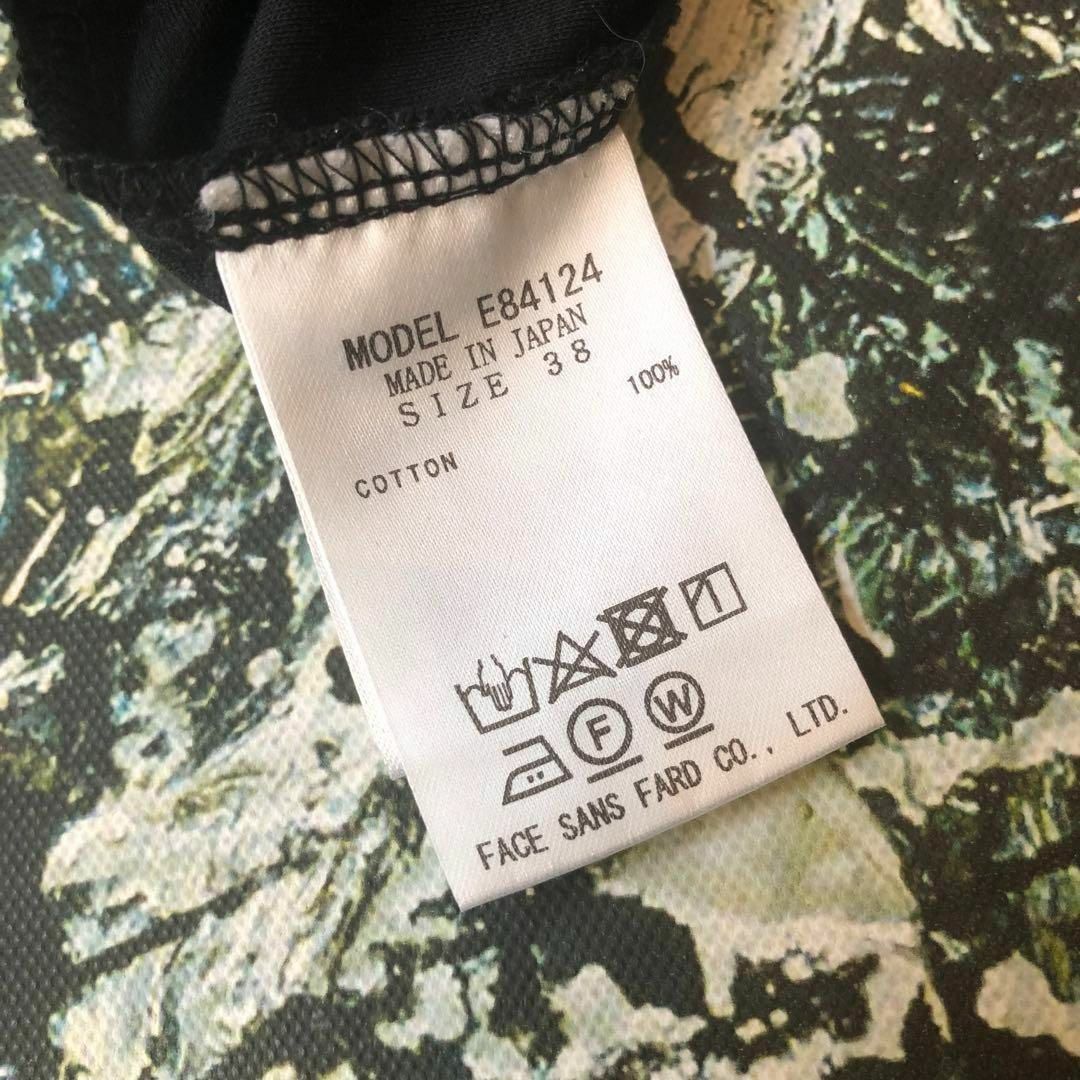 MODEL E84124
MADE IN JAPAN
SIZE 38
100%
COTTON
F W
FACE SANS FARD CO., LTD.